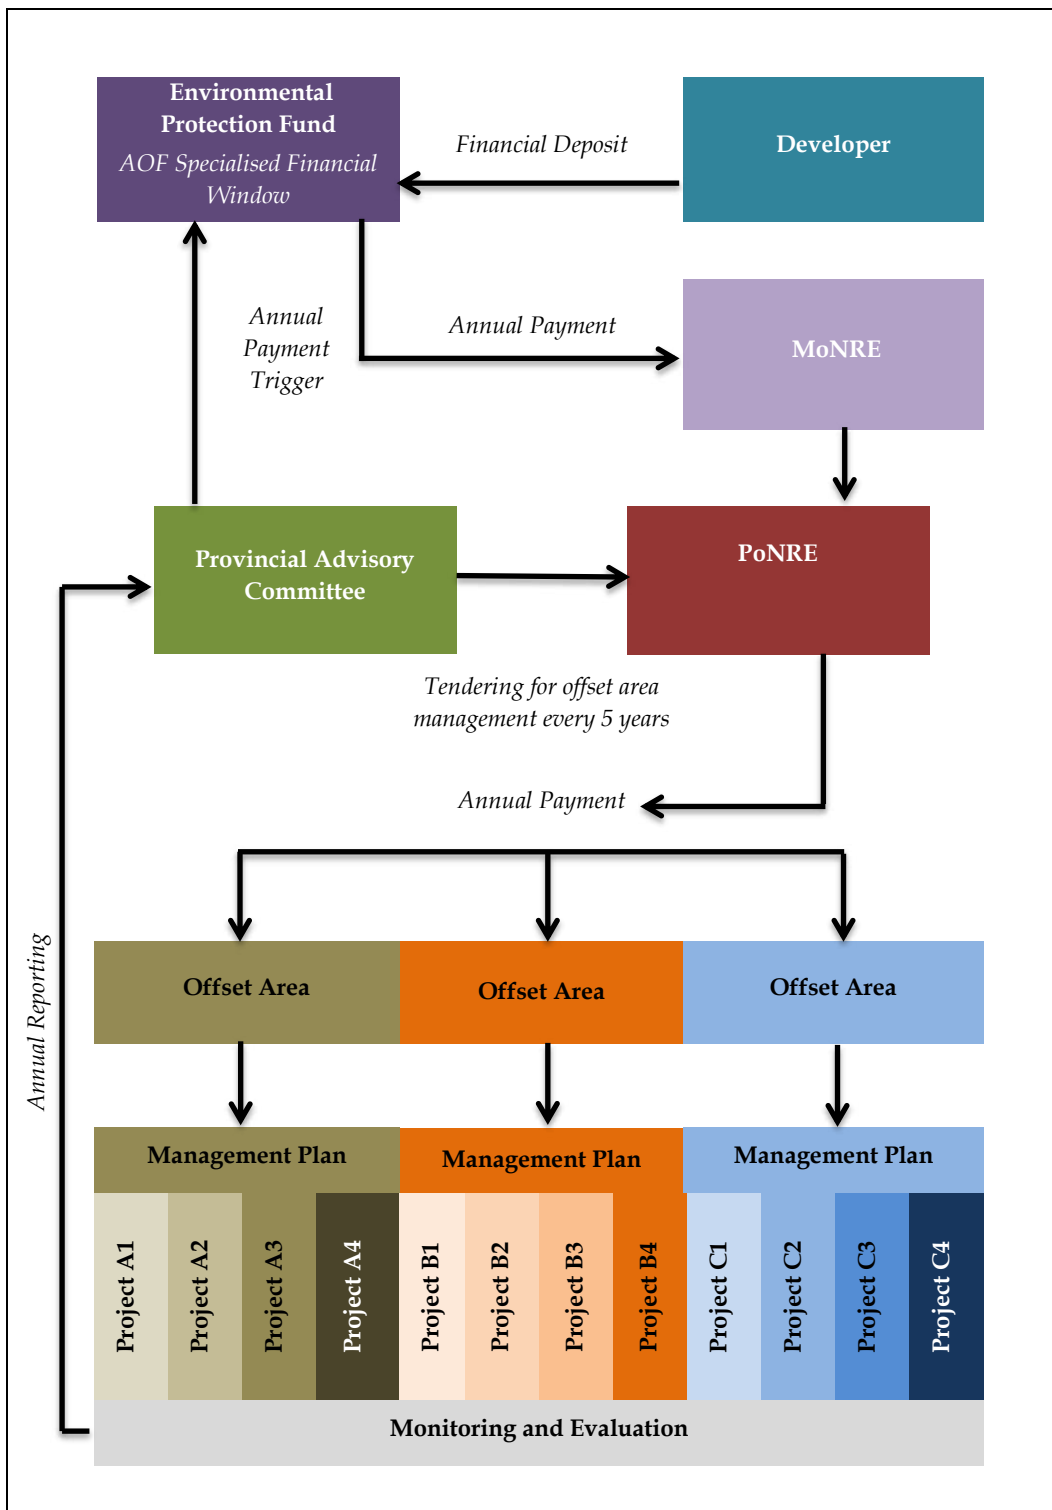 Environmental
Protection Fund
AOF Specialised Financial
Window
Financial Deposit
Developer
Annual
Payment
Trigger
Annual Payment
MoNRE
Provincial Advisory
Committee
PoNRE
Tendering for offset area
management every 5 years
Annual Payment
Annual Reporting
Offset Area
Offset Area
Offset Area
Management Plan
Management Plan
Management Plan
Project A1
Project A2
Project A3
Project A4
Project B1
Project B2
Project B3
Project B4
Project C1
Project C2
Project C3
Project C4
Monitoring and Evaluation